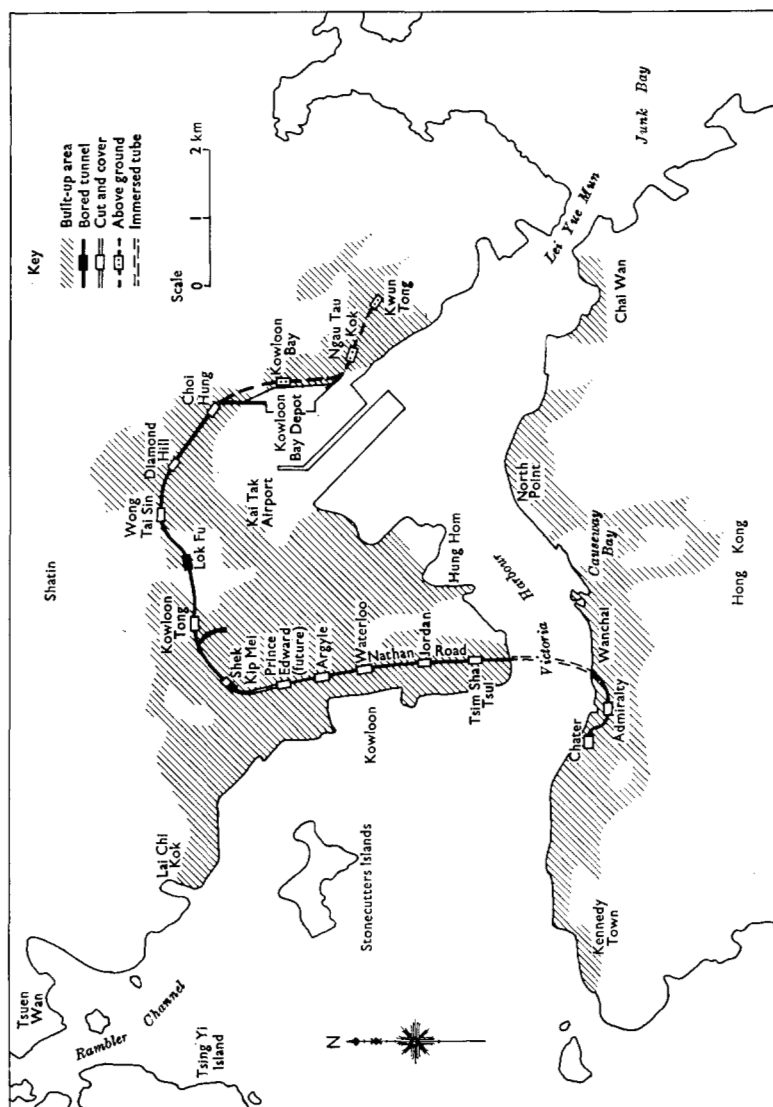 Key
Built-up area
Bored tunnel
Cut and cover
Above ground
Immersed tube
Scale
0 1 2 km
Tsuen
Wan
Rambler Channel
Tsing Yi
Island
N
Lai Chi
Kok
Stonecutters Islands
Kowloon
Shatin
Kowloon
Tong
Shek
Kip Mei
Prince
Edward
(future)
Argyle
Waterloo
Nathan Road
Jordan
Tsim Sha
Tsui
Lok Fu
Wong
Tai Sin
Diamond
Hill
Choi
Hung
Kowloon
Bay
Kowloon
Bay Depot
Kai Tak
Airport
Ngau Tau
Kok
Kwun
Tong
Hung Hom
Victoria Harbour
Chater
Admiralty
Wanchai
Causeway
Bay
North
Point
Kennedy
Town
Hong Kong
Chai Wan
Lei Yue Mun
Junk Bay